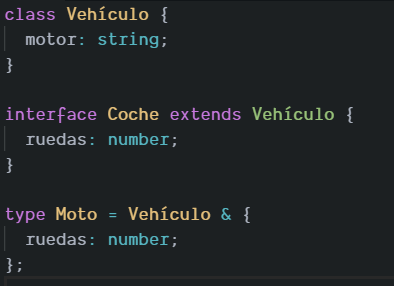 class Vehículo {
motor: string;
}
interface Coche extends Vehículo {
ruedas: number;
}
type Moto = Vehículo & {
ruedas: number;
};